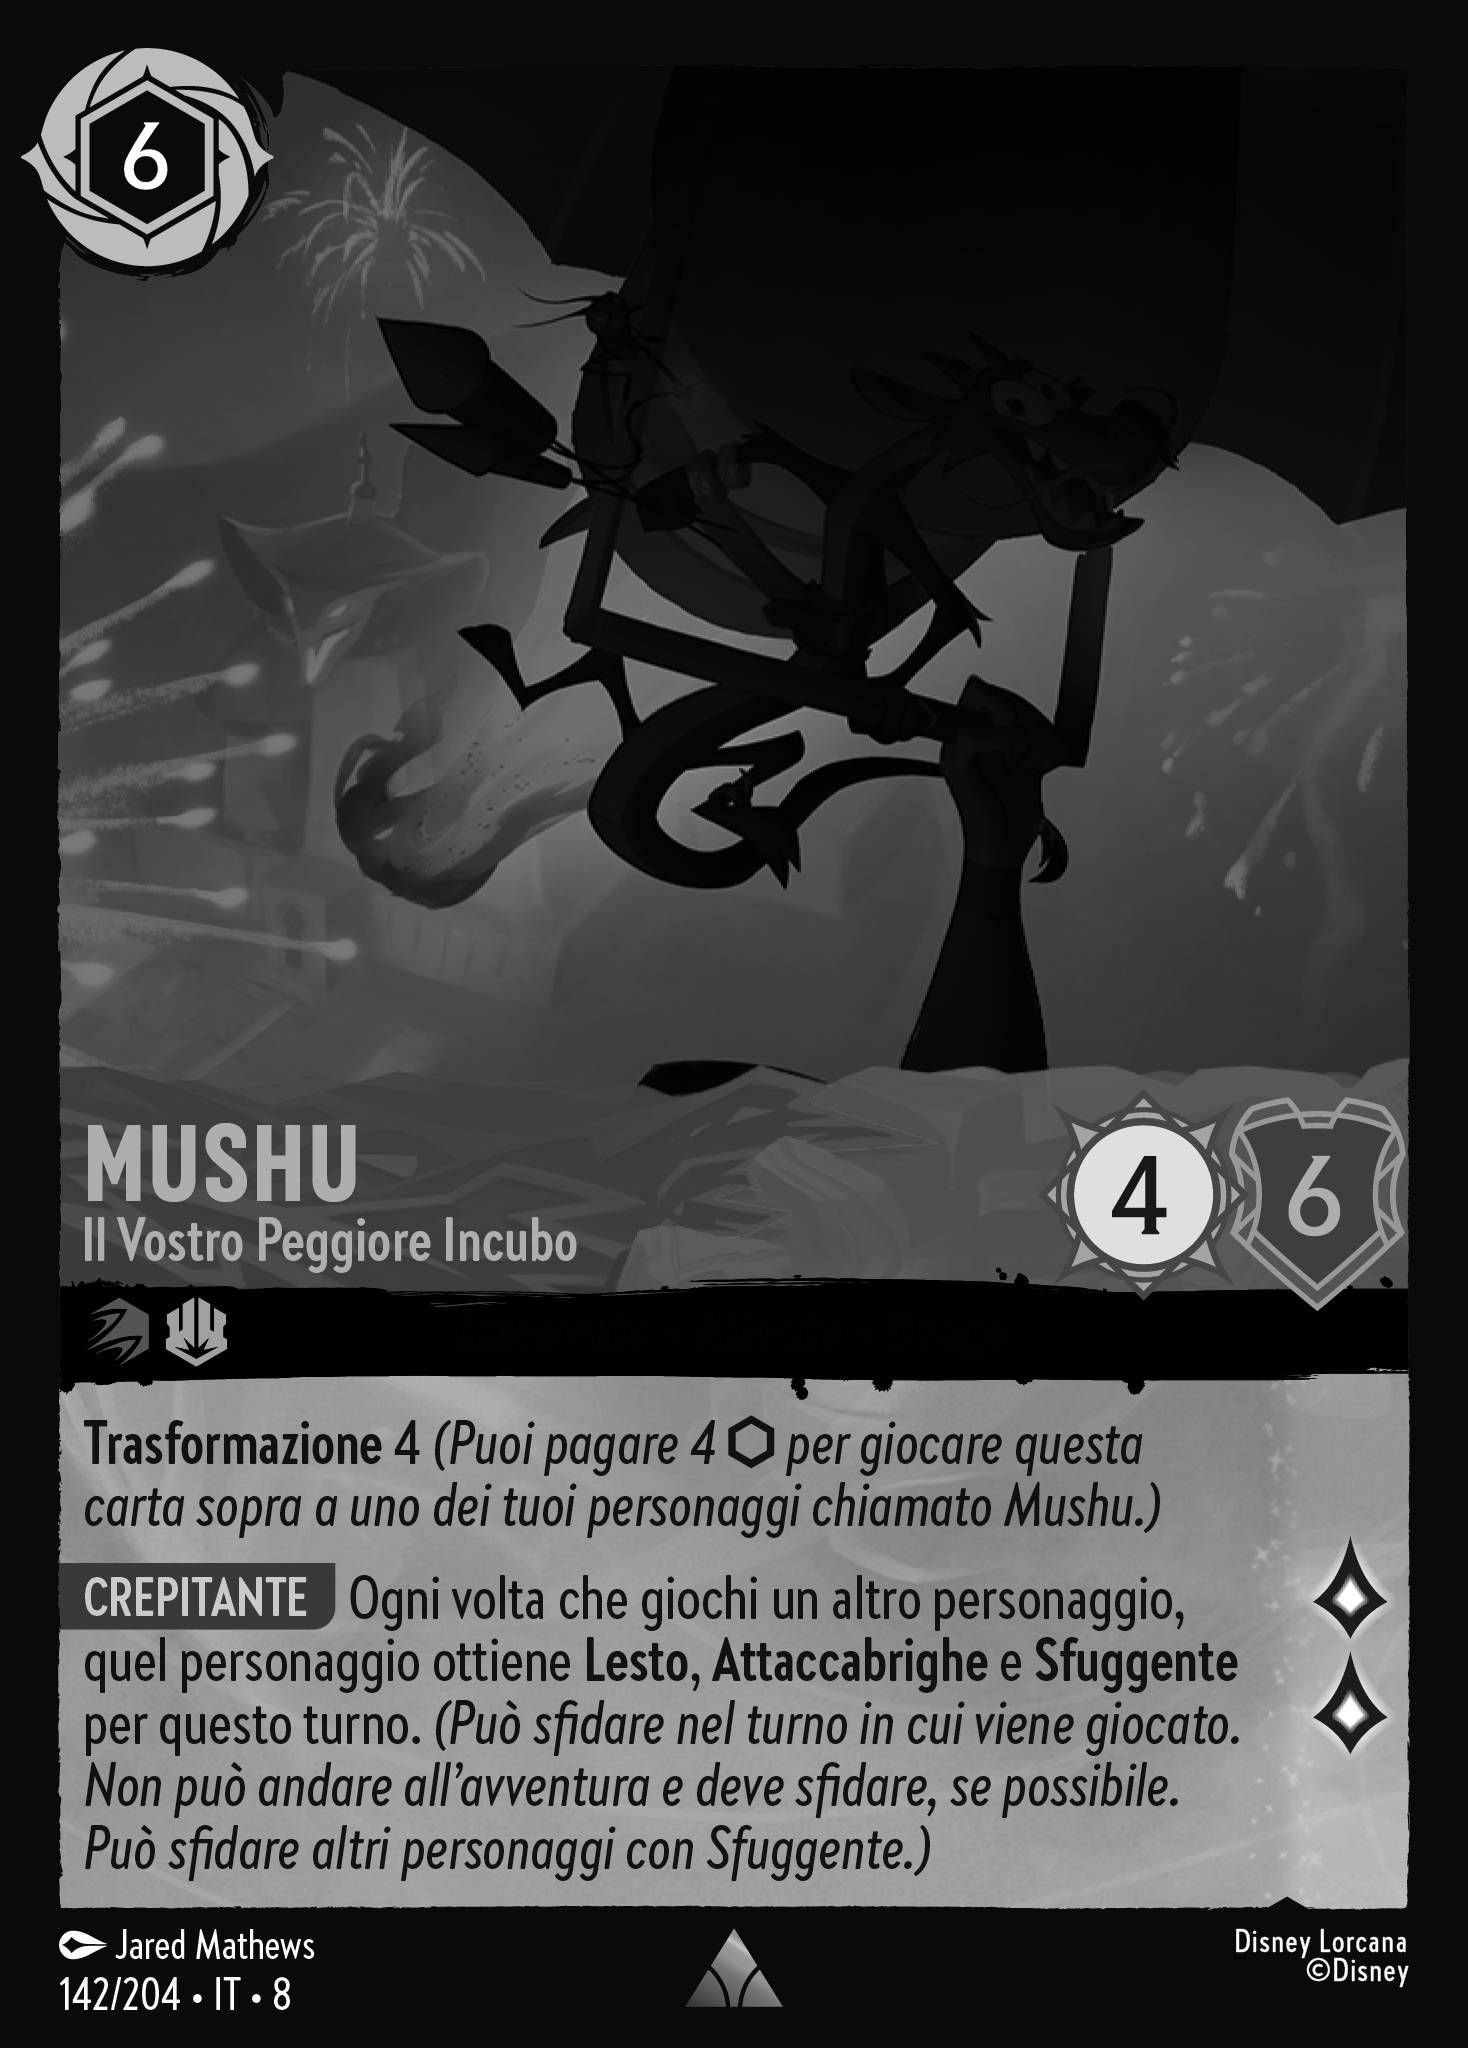 6
MUSHU
Il Vostro Peggiore Incubo
4
6
Imbevuto • Alleato • Drago
Trasformazione 4 (Puoi pagare 4 per giocare questa
carta sopra a uno dei tuoi personaggi chiamato Mushu.)
CREPITANTE Ogni volta che giochi un altro personaggio,
quel personaggio ottiene Lesto, Attaccabrighe e Sfuggente
per questo turno. (Può sfidare nel turno in cui viene giocato.
Non può andare all'avventura e deve sfidare, se possibile.
Può sfidare altri personaggi con Sfuggente.)
Jared Mathews
142/204 • IT • 8
Disney Lorcana
©Disney